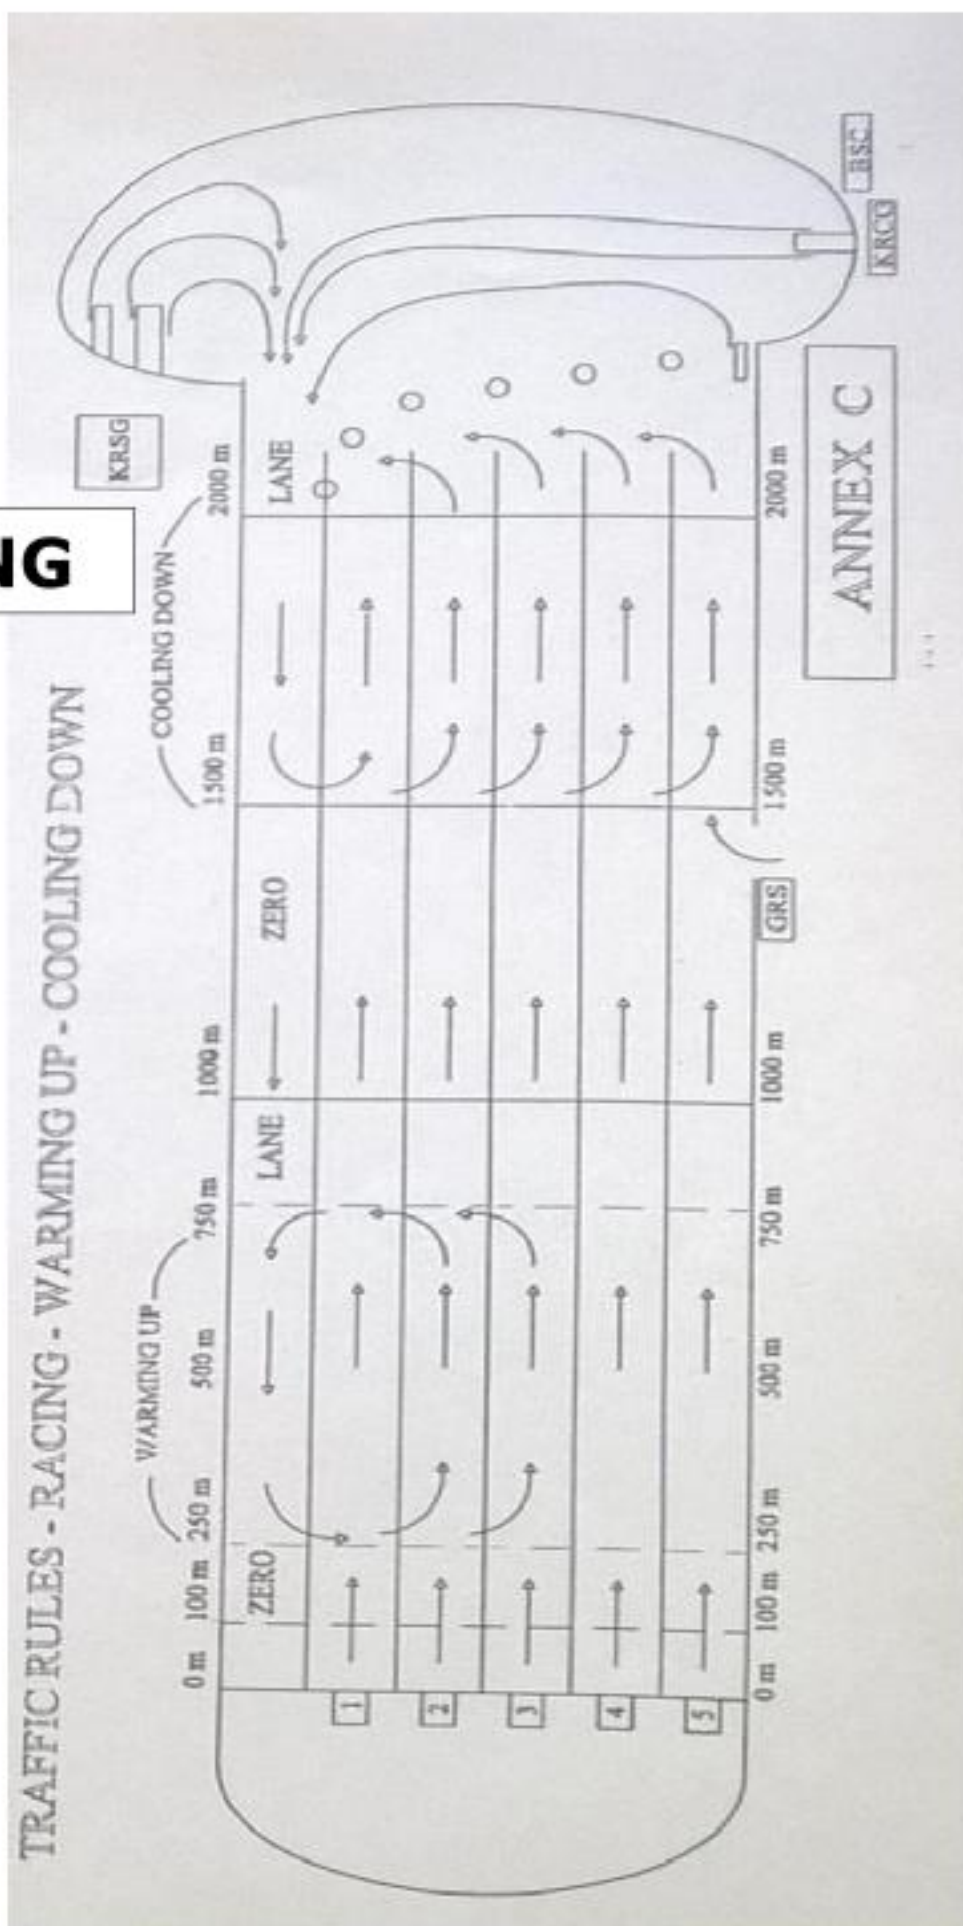 TRAFFIC RULES - RACING - WARMING UP - COOLING DOWN
NG
WARMING UP
COOLING DOWN
KRSG
0 m
100 m
250 m
500 m
750 m
1000 m
1500 m
2000 m
ZERO
LANE
ZERO
LANE
1
2
3
4
5
0 m
100 m
250 m
500 m
750 m
1000 m
1500 m
2000 m
GRS
ANNEX C
KRCG
BSC